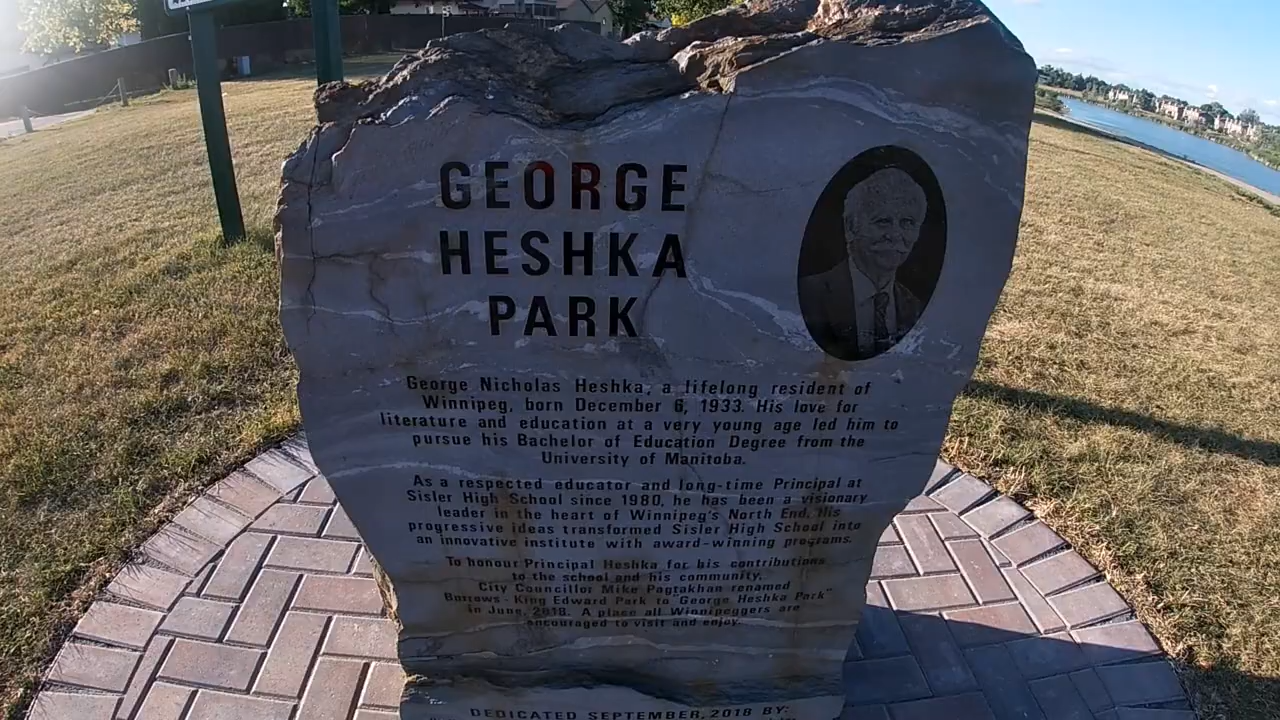 GEORGE
HESHKA
PARK
George Nicholas Heshka, a lifelong resident of
Winnipeg, born December 6, 1933. His love for
literature and education at a very young age led him to
pursue his Bachelor of Education Degree from the
University of Manitoba.
As a respected educator and long-time Principal at
Sisler High School since 1980, he has been a visionary
leader in the heart of Winnipeg's North End. His
progressive ideas transformed Sisler High School into
an innovative institute with award-winning programs.
To honour Principal Heshka for his contributions
to the school and his community,
City Councillor Mike Pagtakhan renamed
Burrows - King Edward Park to George Heshka Park"
in June, 2018. A place all Winnipeggers are
encouraged to visit and enjoy.
DEDICATED SEPTEMBER, 2018 BY: